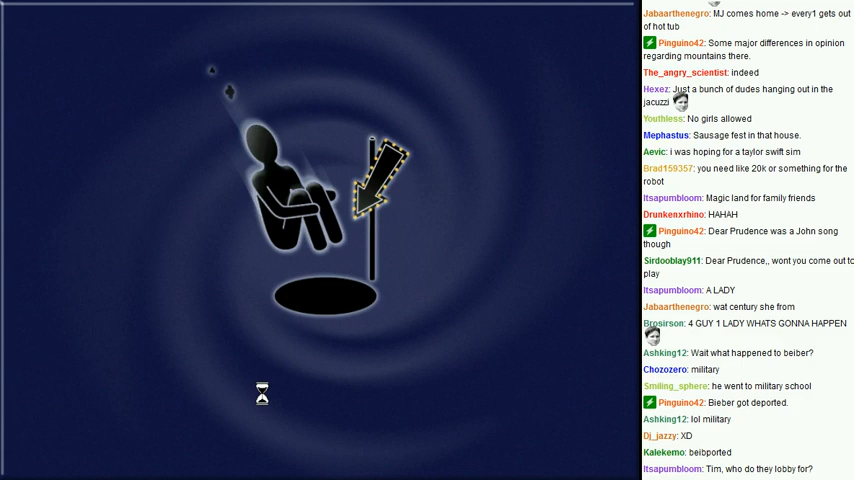 Jabaarthenegro: MJ comes home -> every1 gets out
of hot tub
Pinguino42: Some major differences in opinion
regarding mountains there.
The_angry_scientist: indeed
Hexez: Just a bunch of dudes hanging out in the
jacuzzi
Youthless: No girls allowed
Mephastus: Sausage fest in that house.
Aevic: i was hoping for a taylor swift sim
Brad159357: you need like 20k or something for the
robot
Itsapumbloom: Magic land for family friends
Drunkenxrhino: HAHAH
Pinguino42: Dear Prudence was a John song
though
Sirdooblay911: Dear Prudence,, wont you come out to
play
Itsapumbloom: A LADY
Jabaarthenegro: wat century she from
Brosirson: 4 GUY 1 LADY WHATS GONNA HAPPEN
Ashking12: Wait what happened to beiber?
Chozozero: military
Smiling_sphere: he went to military school
Pinguino42: Bieber got deported.
Ashking12: lol military
Dj_jazzy: XD
Kalekemo: beibported
Itsapumbloom: Tim, who do they lobby for?